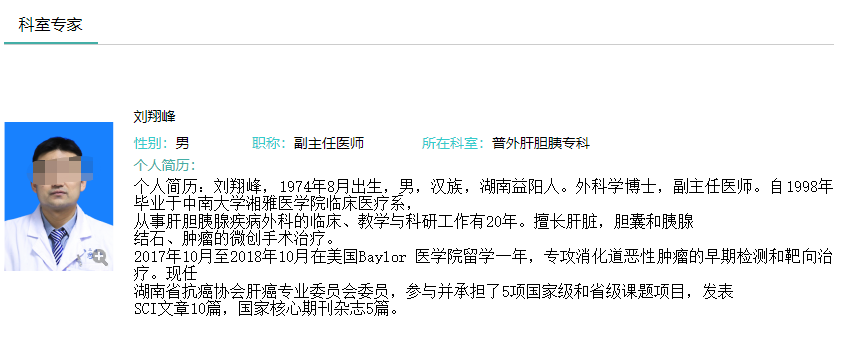 科室专家
刘翔峰
性别：男 职称：副主任医师 所在科室：普外肝胆胰专科
个人简历：
个人简历：刘翔峰，1974年8月出生，男，汉族，湖南益阳人。外科学博士，副主任医师。自1998年
毕业于中南大学湘雅医学院临床医疗系，
从事肝胆胰腺疾病外科的临床、教学与科研工作有20年。擅长肝脏，胆囊和胰腺
结石、肿瘤的微创手术治疗。
2017年10月至2018年10月在美国Baylor 医学院留学一年，专攻消化道恶性肿瘤的早期检测和靶向治
疗。现任
湖南省抗癌协会肝癌专业委员会委员，参与并承担了5项国家级和省级课题项目，发表
SCI文章10篇，国家核心期刊杂志5篇。